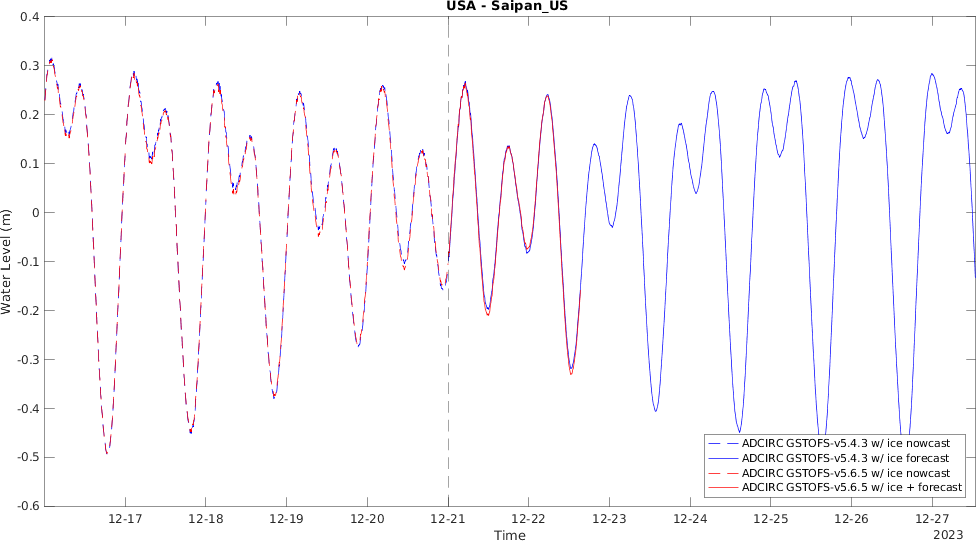 USA - Saipan_US
0.4
0.3
0.2
0.1
0
-0.1
-0.2
-0.3
-0.4
-0.5
-0.6
Water Level (m)
ADCIRC GSTOFS-v5.4.3 w/ ice nowcast
ADCIRC GSTOFS-v5.4.3 w/ ice forecast
ADCIRC GSTOFS-v5.6.5 w/ ice nowcast
ADCIRC GSTOFS-v5.6.5 w/ ice + forecast
12-17 12-18 12-19 12-20 12-21 12-22 12-23 12-24 12-25 12-26 12-27
Time
2023